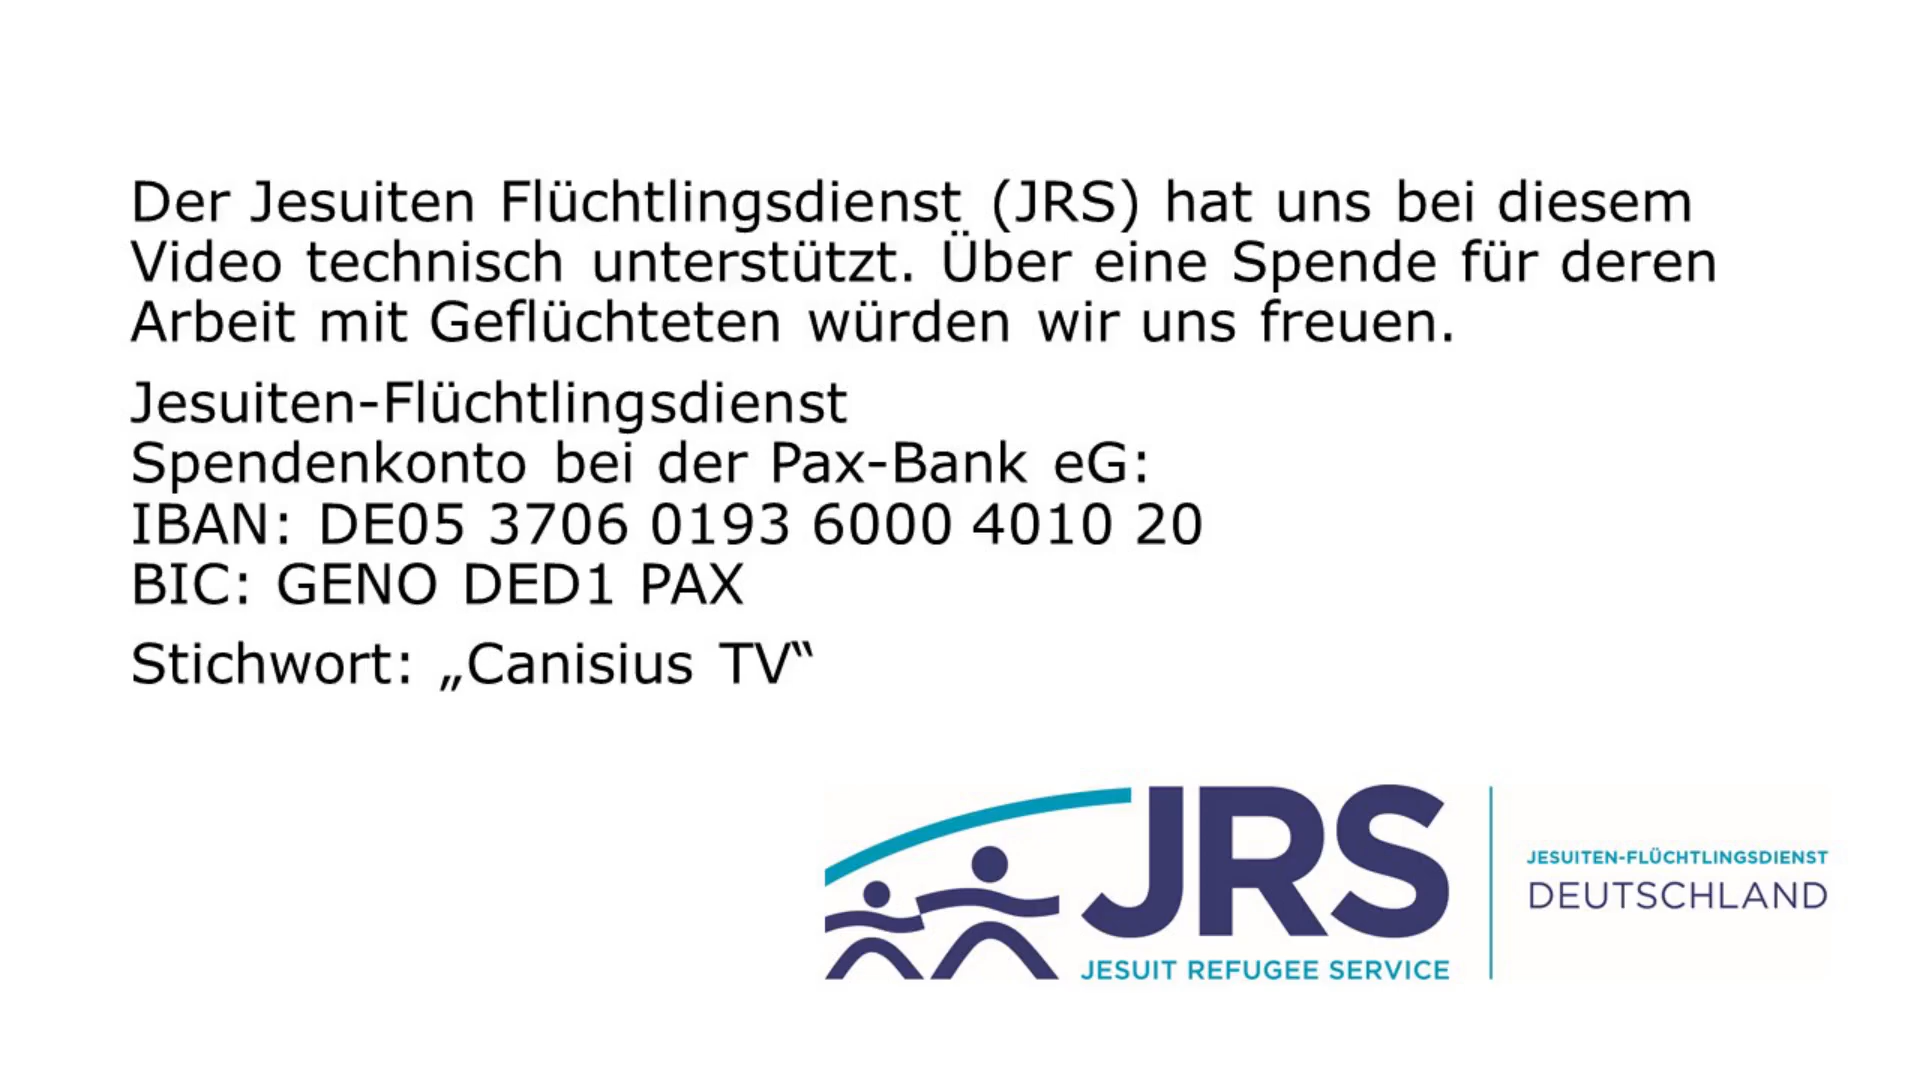 Der Jesuiten Flüchtlingsdienst (JRS) hat uns bei diesem
Video technisch unterstützt. Über eine Spende für deren
Arbeit mit Geflüchteten würden wir uns freuen.
Jesuiten-Flüchtlingsdienst
Spendenkonto bei der Pax-Bank eG:
IBAN: DE05 3706 0193 6000 4010 20
BIC: GENO DED1 PAX
Stichwort: „Canisius TV“
JRS
JESUIT REFUGEE SERVICE
JESUITEN-FLÜCHTLINGSDIENST
DEUTSCHLAND